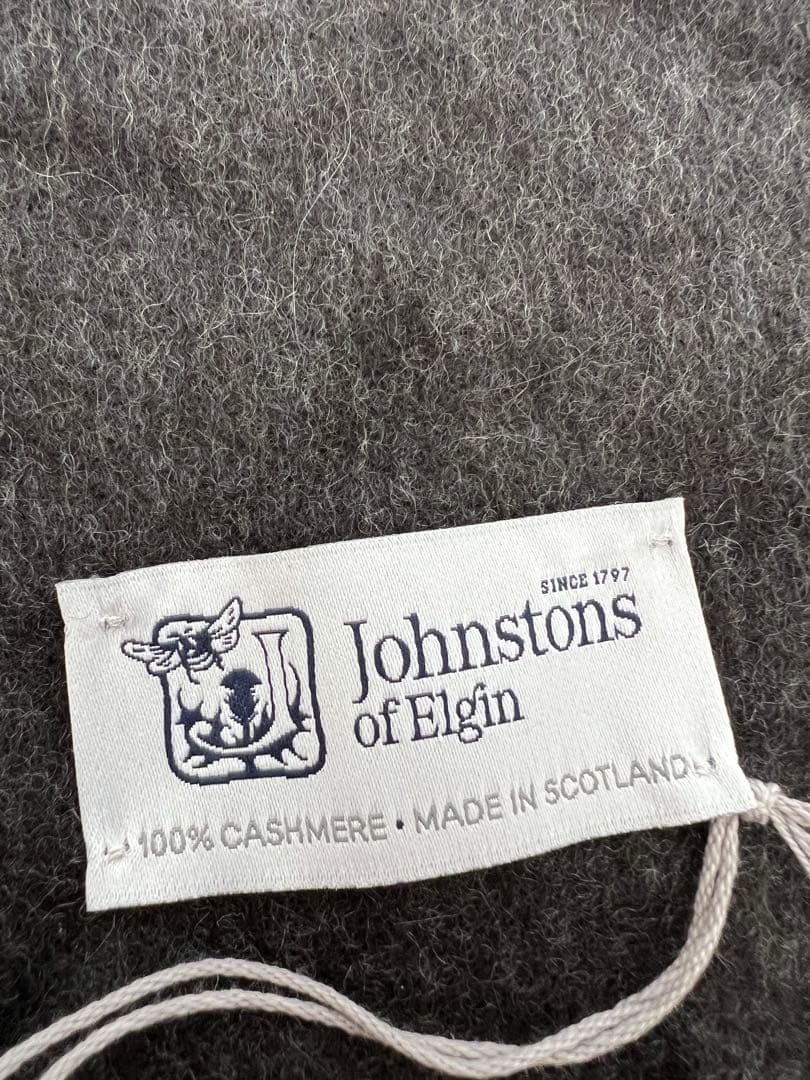 SINCE 1797
Johnstons
of Elgin
100% CASHMERE • MADE IN SCOTLAND •